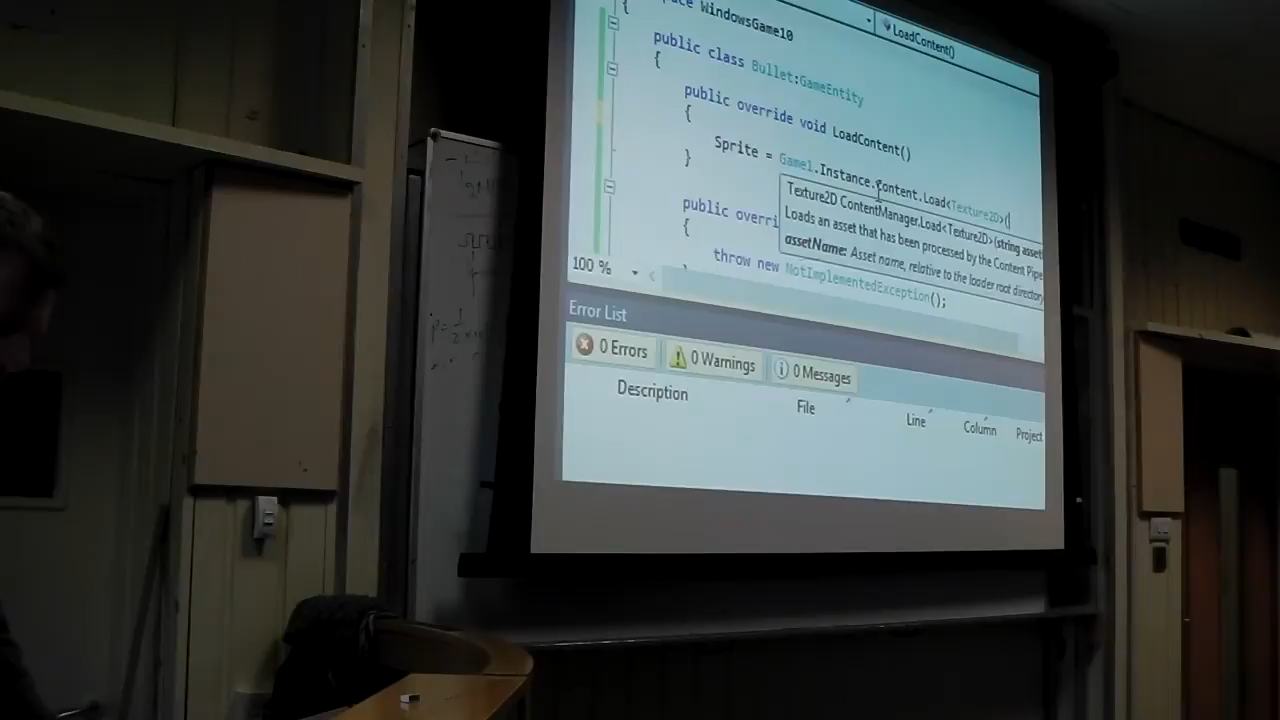 WindowsGame10
LoadContent()
{
public class Bullet:GameEntity
{
public override void LoadContent()
{
Sprite = Game1.Instance.Content.Load<Texture2D>(
}
Texture2D ContentManager.Load<Texture2D>(string asset
Loads an asset that has been processed by the Content Pipe
assetName: Asset name, relative to the loader root directory
public overri
{
throw new NotImplementedException();
100 %
Error List
0 Errors
0 Warnings
0 Messages
Description
File
Line
Column
Project